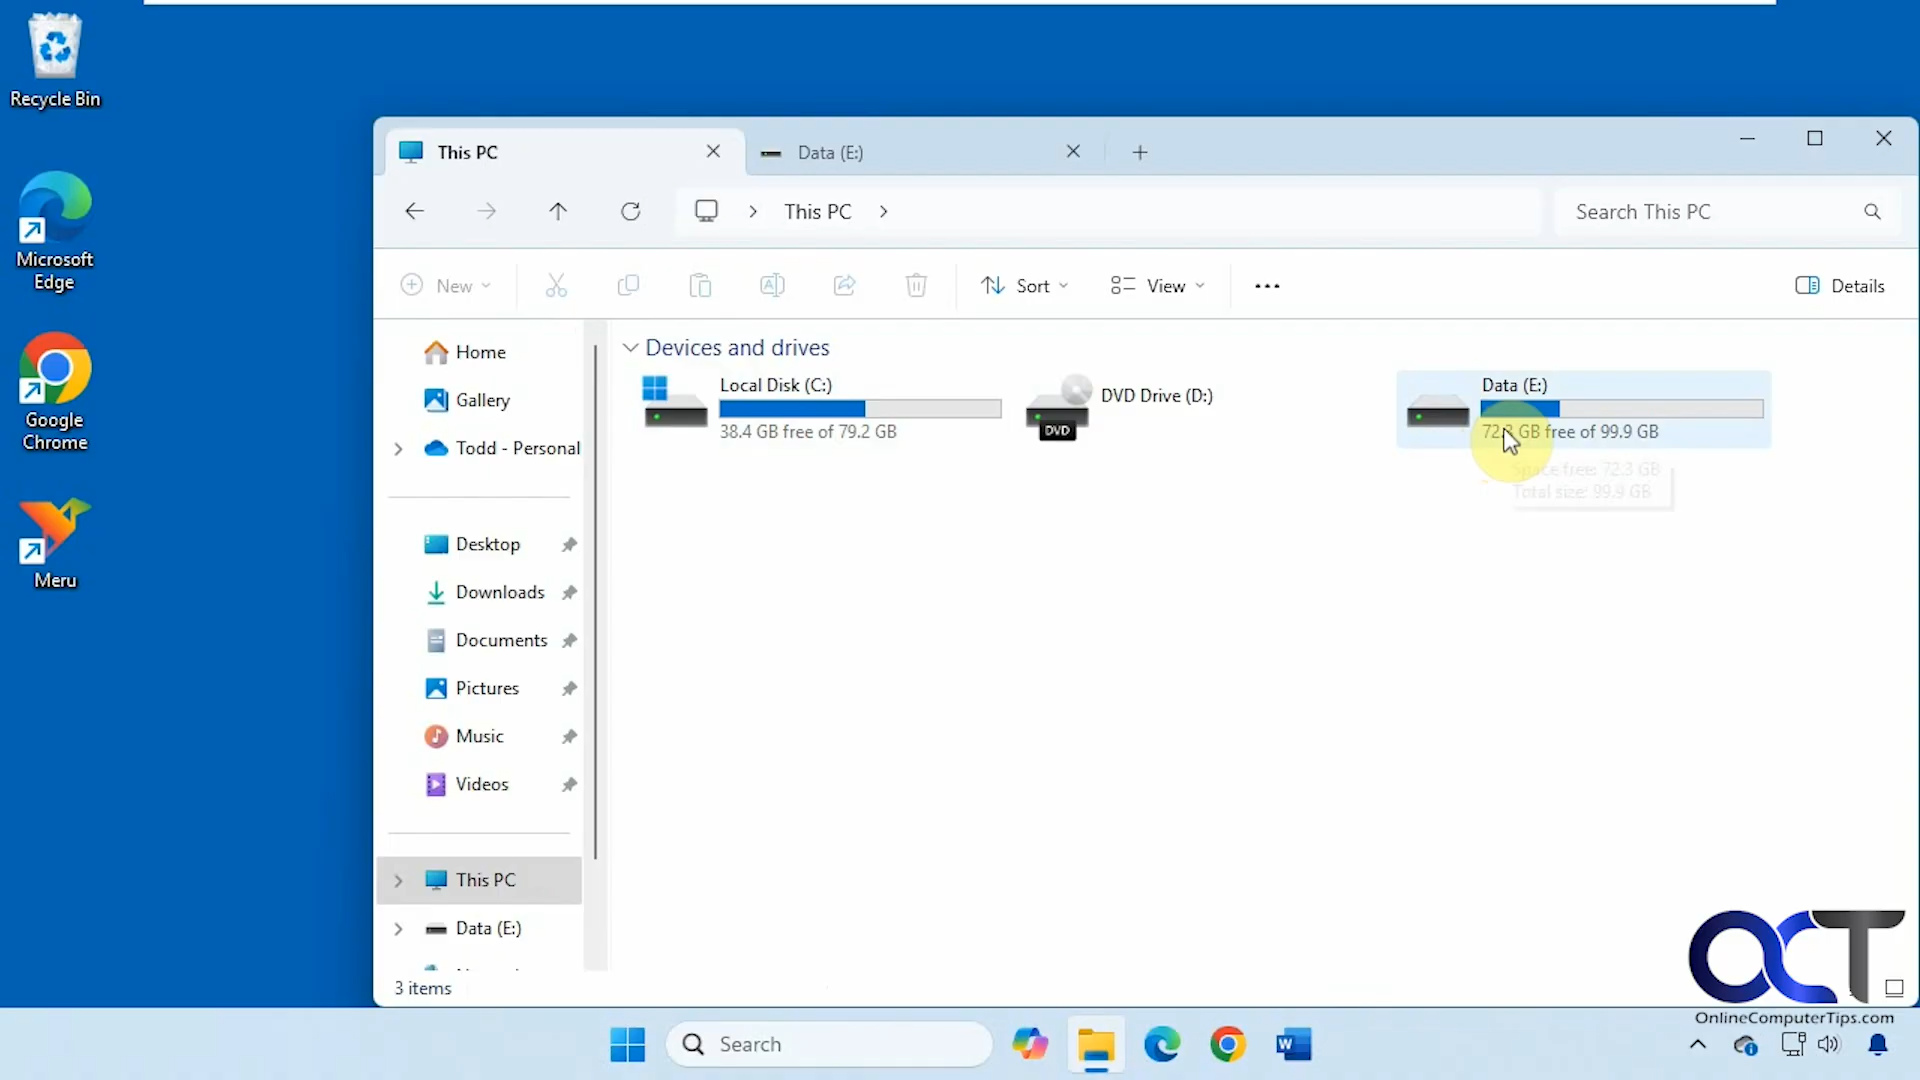 Recycle Bin
Microsoft
Edge
Google
Chrome
Meru
This PC
Data (E:)
This PC
Search This PC
New
Sort
View
Details
Home
Gallery
Todd - Personal
Desktop
Downloads
Documents
Pictures
Music
Videos
This PC
Data (E:)
3 items
Devices and drives
Local Disk (C:)
38.4 GB free of 79.2 GB
DVD Drive (D:)
DVD
Data (E:)
72.3 GB free of 99.9 GB
Space free: 72.3 GB
Total size: 99.9 GB
OCT
OnlineComputerTips.com
Search
W